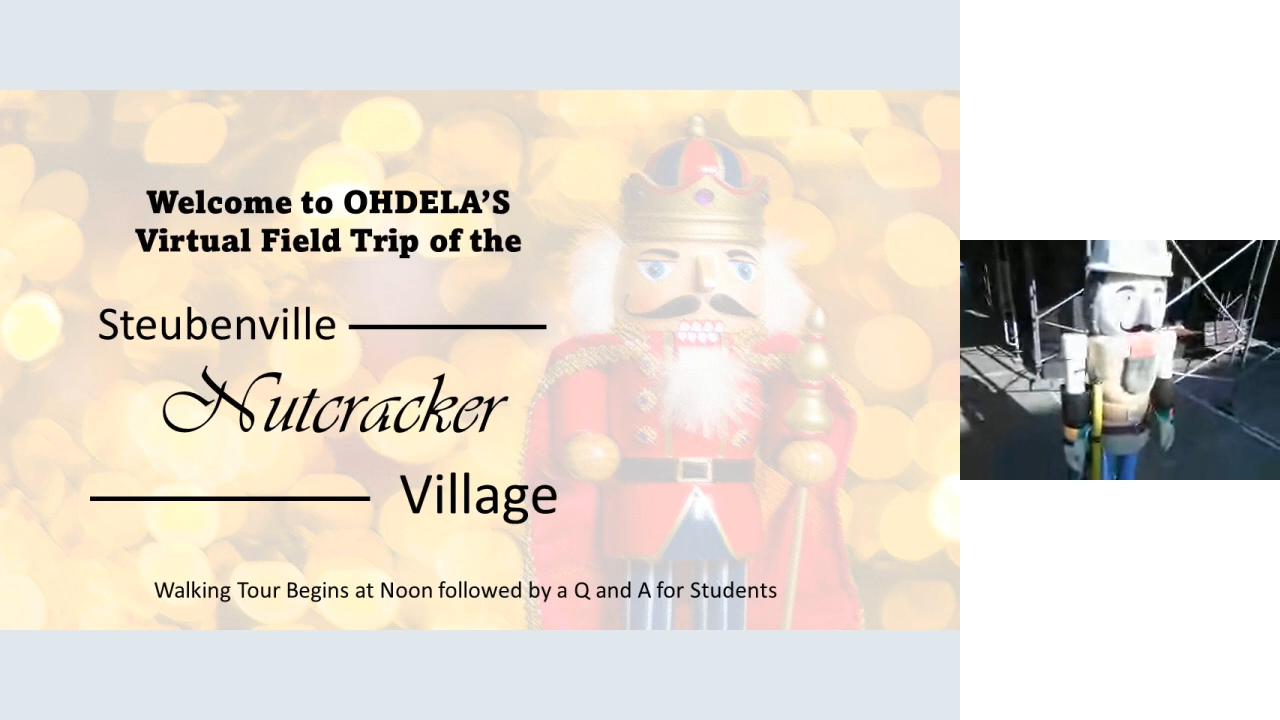 Welcome to OHDELA’S
Virtual Field Trip of the
Steubenville
Nutcracker
Village
Walking Tour Begins at Noon followed by a Q and A for Students